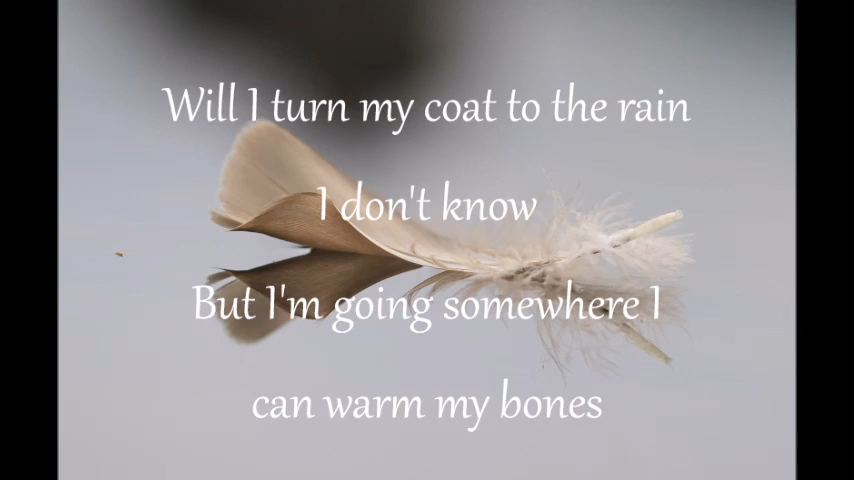 Will I turn my coat to the rain
I don't know
But I'm going somewhere I
can warm my bones